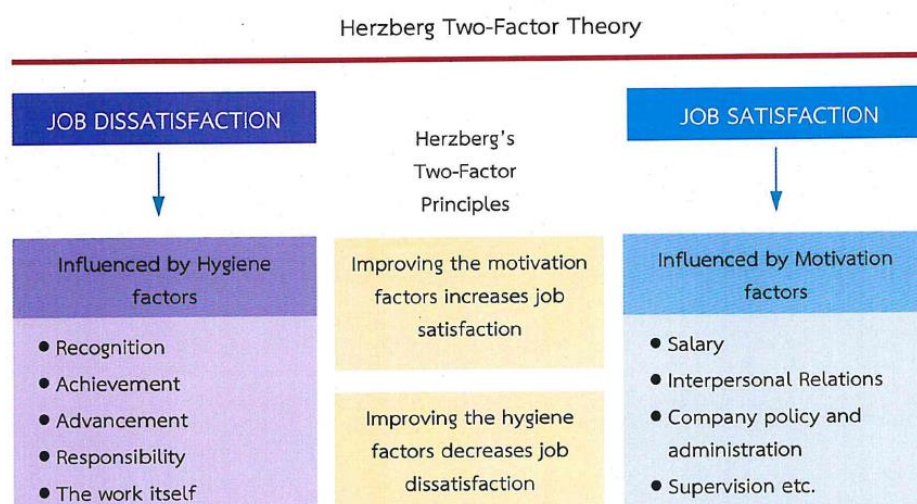 Herzberg Two-Factor Theory
JOB DISSATISFACTION
Influenced by Hygiene
factors
● Recognition
● Achievement
● Advancement
● Responsibility
● The work itself
Herzberg's
Two-Factor
Principles
Improving the motivation
factors increases job
satisfaction
Improving the hygiene
factors decreases job
dissatisfaction
JOB SATISFACTION
Influenced by Motivation
factors
● Salary
● Interpersonal Relations
● Company policy and
administration
● Supervision etc.